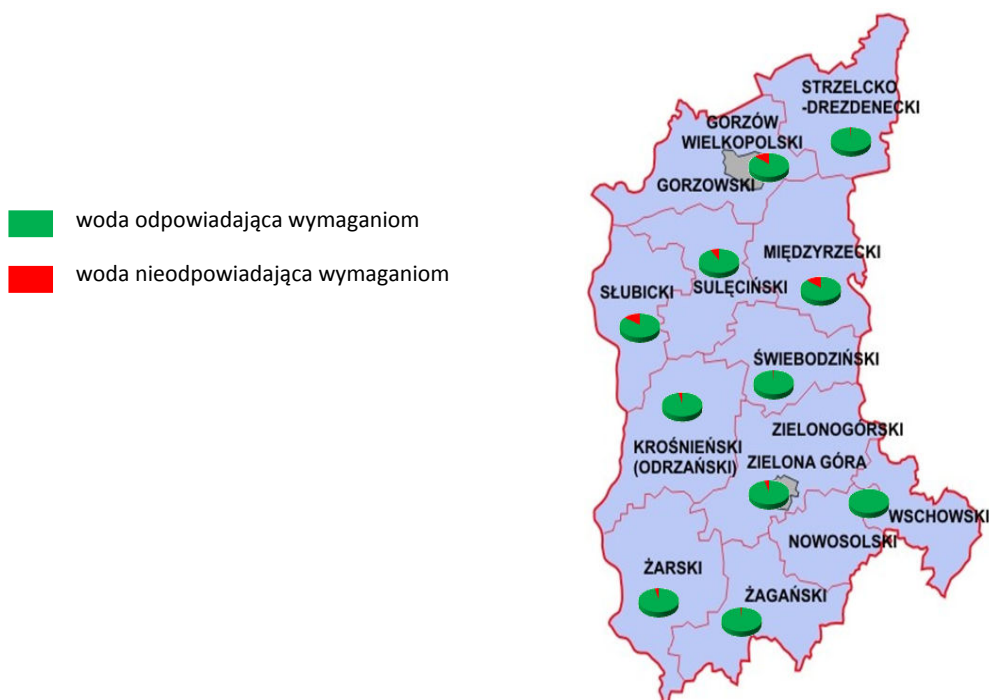 woda odpowiadająca wymaganiom
woda nieodpowiadająca wymaganiom
STRZELCKO
-DREZDENECKI
GORZÓW
WIELKOPOLSKI
GORZOWSKI
MIĘDZYRZECKI
SULĘCIŃSKI
SŁUBICKI
ŚWIEBODZIŃSKI
ZIELONOGÓRSKI
KROŚNIEŃSKI
(ODRZAŃSKI)
ZIELONA GÓRA
WSCHOWSKI
NOWOSOLSKI
ŻARSKI
ŻAGAŃSKI